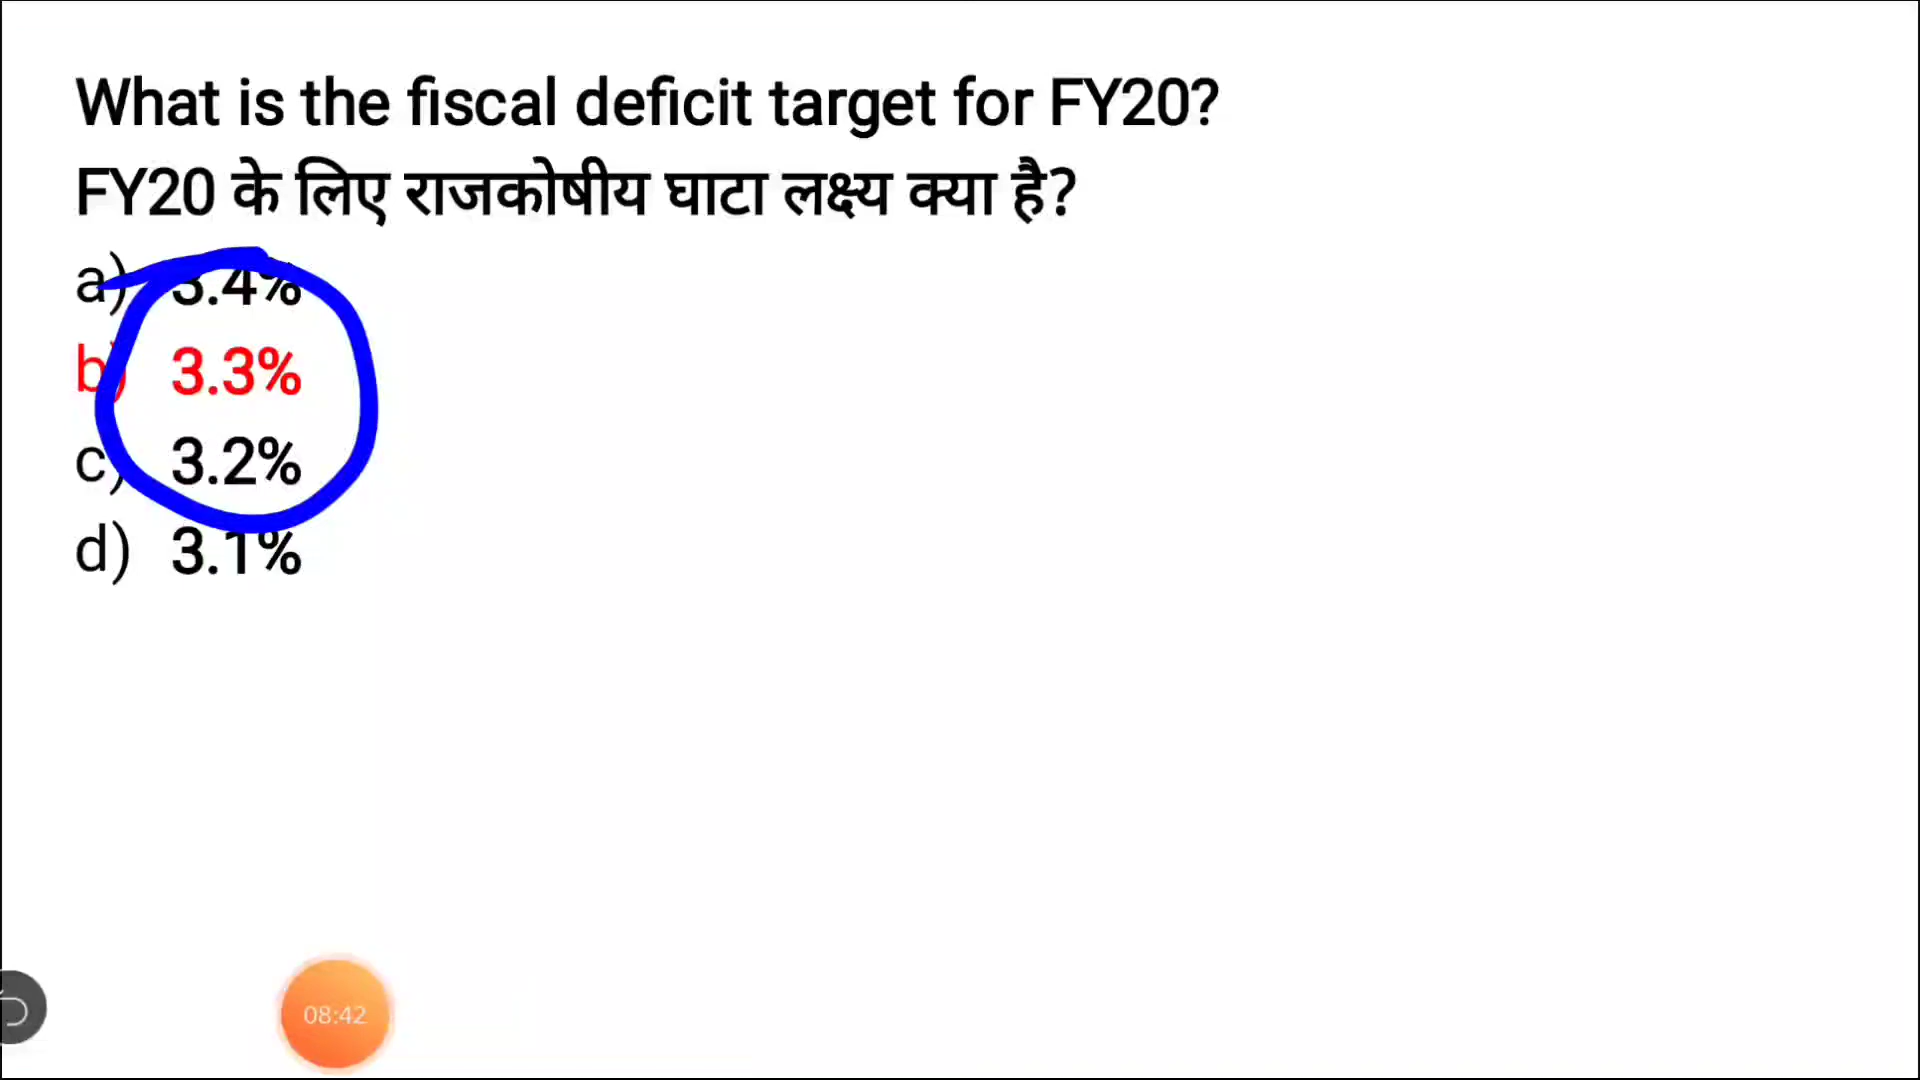 What is the fiscal deficit target for FY20?
FY20 के लिए राजकोषीय घाटा लक्ष्य क्या है?
a) 3.4%
b) 3.3%
c) 3.2%
d) 3.1%
08:42